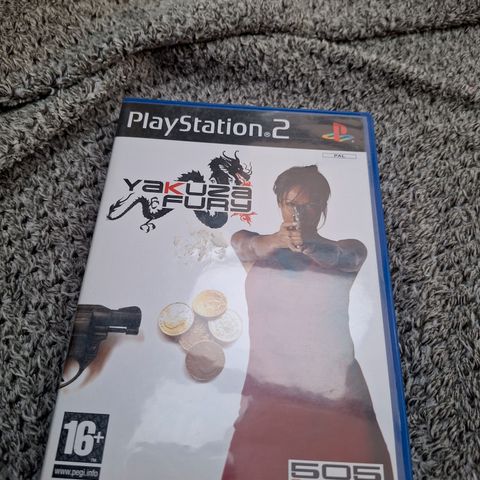 PlayStation®2
PAL
YAKUZA
FURY
16+
www.pegi.info
505